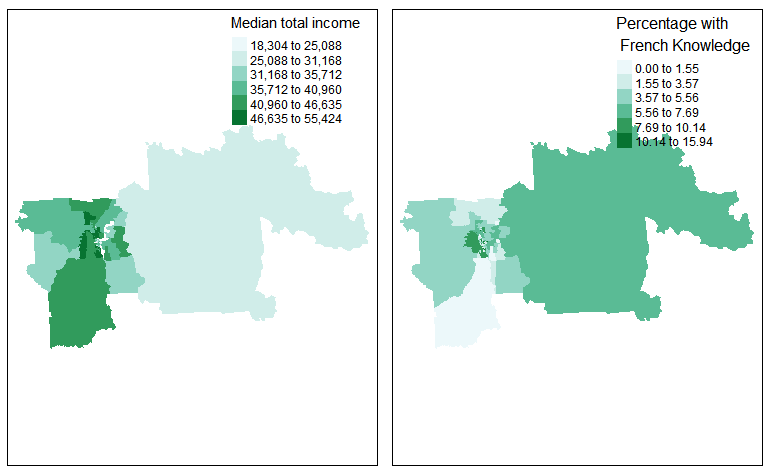 Median total income
18,304 to 25,088
25,088 to 31,168
31,168 to 35,712
35,712 to 40,960
40,960 to 46,635
46,635 to 55,424
Percentage with
French Knowledge
0.00 to 1.55
1.55 to 3.57
3.57 to 5.56
5.56 to 7.69
7.69 to 10.14
10.14 to 15.94